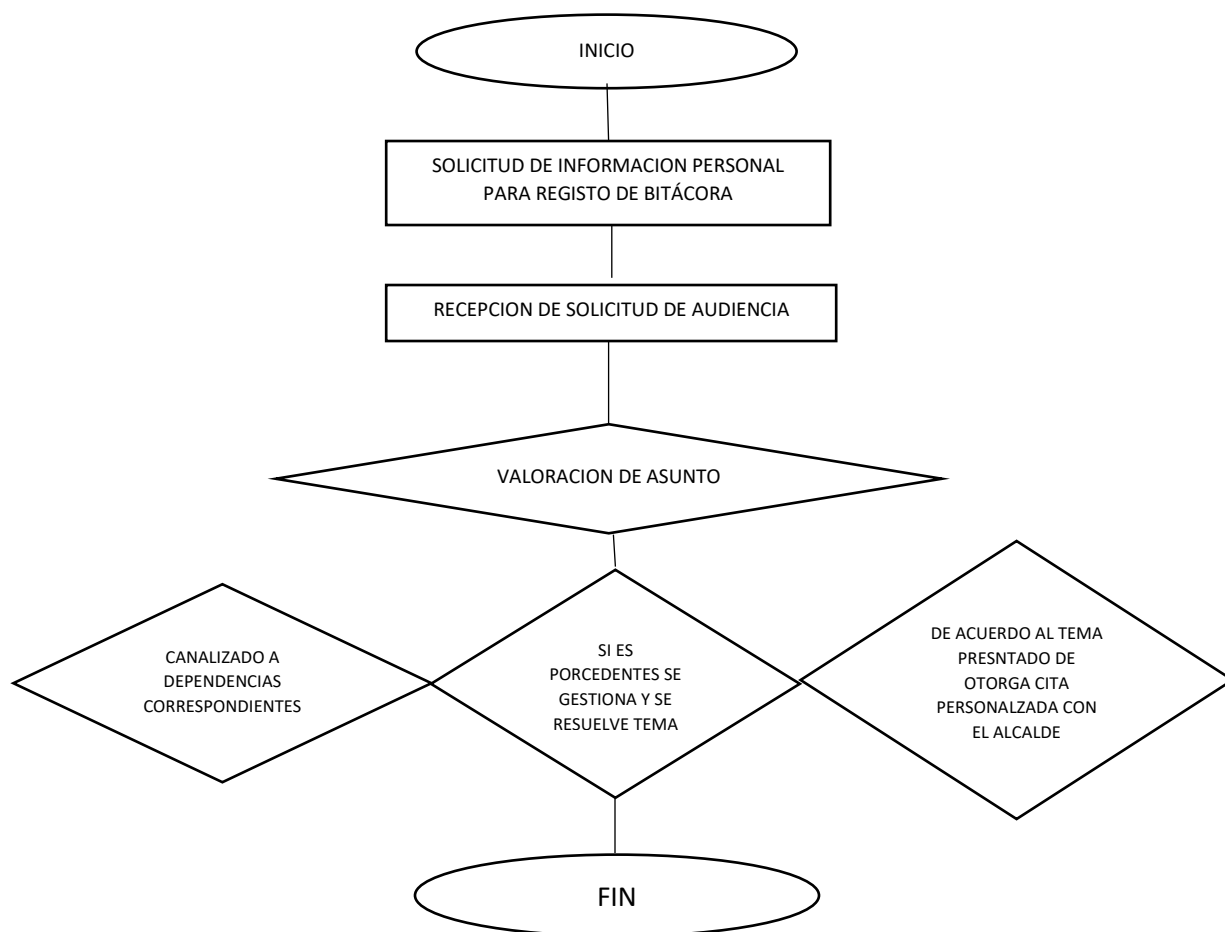 INICIO
SOLICITUD DE INFORMACION PERSONAL
PARA REGISTO DE BITÁCORA
RECEPCION DE SOLICITUD DE AUDIENCIA
VALORACION DE ASUNTO
CANALIZADO A
DEPENDENCIAS
CORRESPONDIENTES
SI ES
PORCEDENTES SE
GESTIONA Y SE
RESUELVE TEMA
DE ACUERDO AL TEMA
PRESNTADO DE
OTORGA CITA
PERSONALZADA CON
EL ALCALDE
FIN